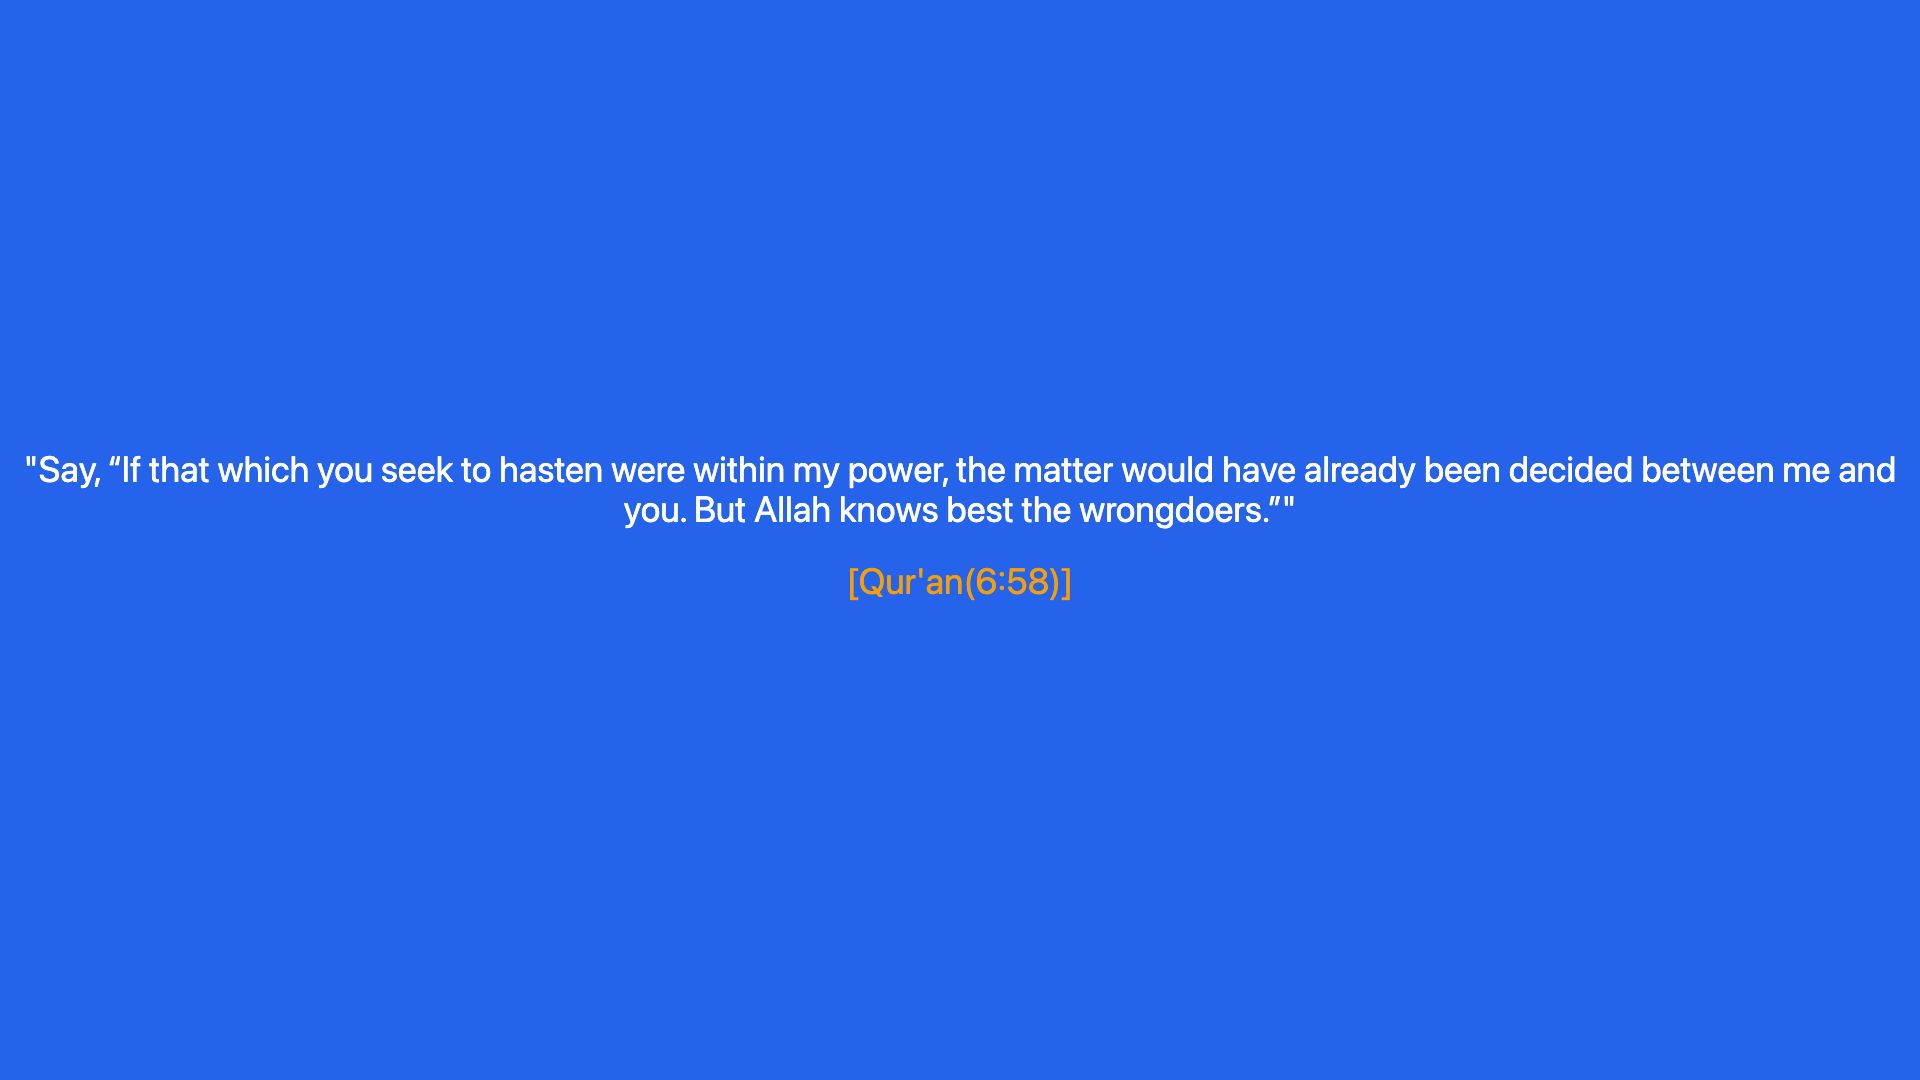 "Say, “If that which you seek to hasten were within my power, the matter would have already been decided between me and
you. But Allah knows best the wrongdoers.”"
[Qur'an(6:58)]